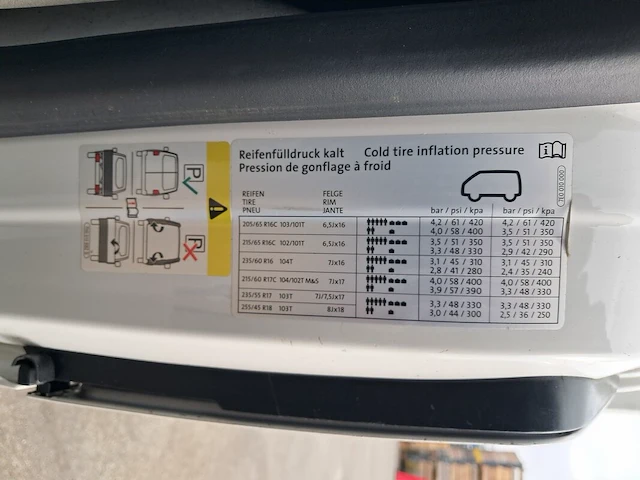 Reifenfülldruck kalt Cold tire inflation pressure
Pression de gonflage à froid
REIFEN FELGE
TIRE RIM
PNEU JANTE bar / psi / kpa bar / psi / kpa
205/65 R16C 103/101T 6,5Jx16 4,2 / 61 / 420 4,2 / 61 / 420
4,0 / 58 / 400 3,5 / 51 / 350
215/65 R16C 102/101T 6,5Jx16 3,5 / 51 / 350 3,5 / 51 / 350
3,3 / 48 / 330 2,9 / 42 / 290
235/60 R16 104T 7Jx16 3,1 / 45 / 310 3,1 / 45 / 310
2,8 / 41 / 280 2,4 / 35 / 240
215/60 R17C 104/102T M&S 7Jx17 4,0 / 58 / 400 4,0 / 58 / 400
3,9 / 57 / 390 3,3 / 48 / 330
235/55 R17 103T 7J/7,5Jx17 3,3 / 48 / 330 3,3 / 48 / 330
255/45 R18 103T 8Jx18 3,0 / 44 / 300 2,5 / 36 / 250
P
R